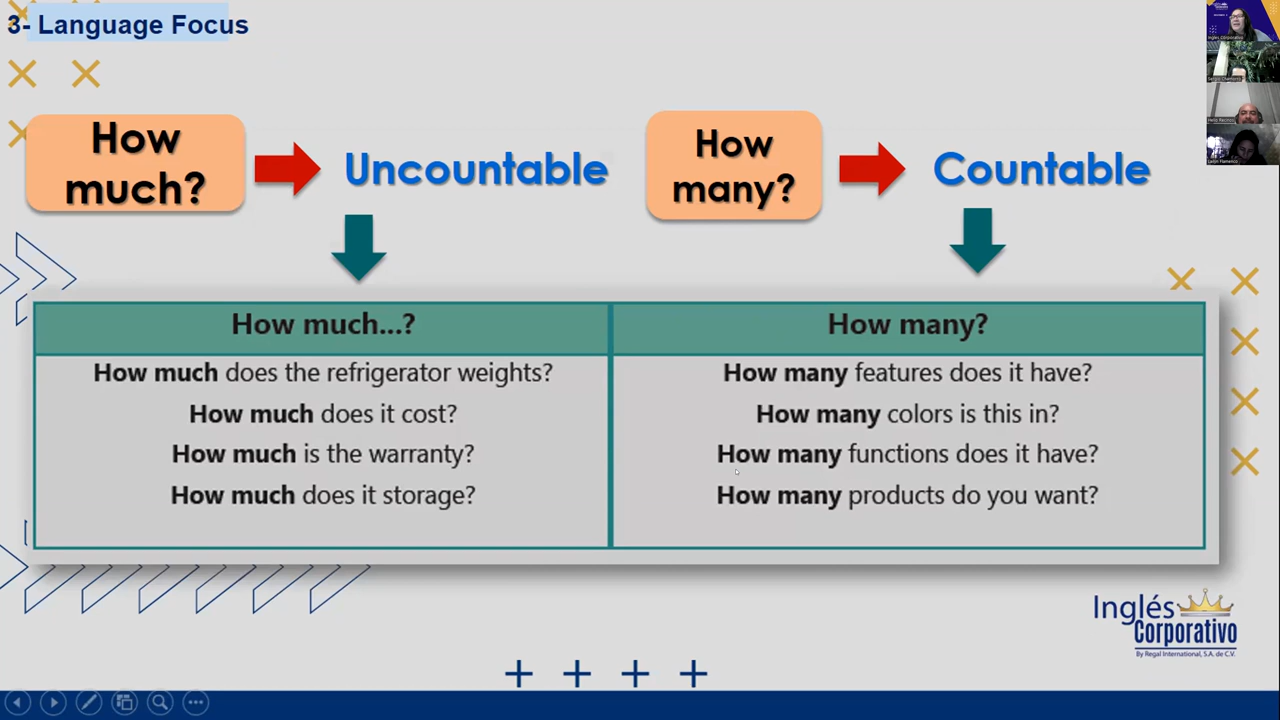 3- Language Focus
How
much?
Uncountable
How
many?
Countable
How much...?
How many?
How much does the refrigerator weights?
How much does it cost?
How much is the warranty?
How much does it storage?
How many features does it have?
How many colors is this in?
How many functions does it have?
How many products do you want?
Inglés
Corporativo
By Regal International, S.A. de C.V.
Inglés Corporativo